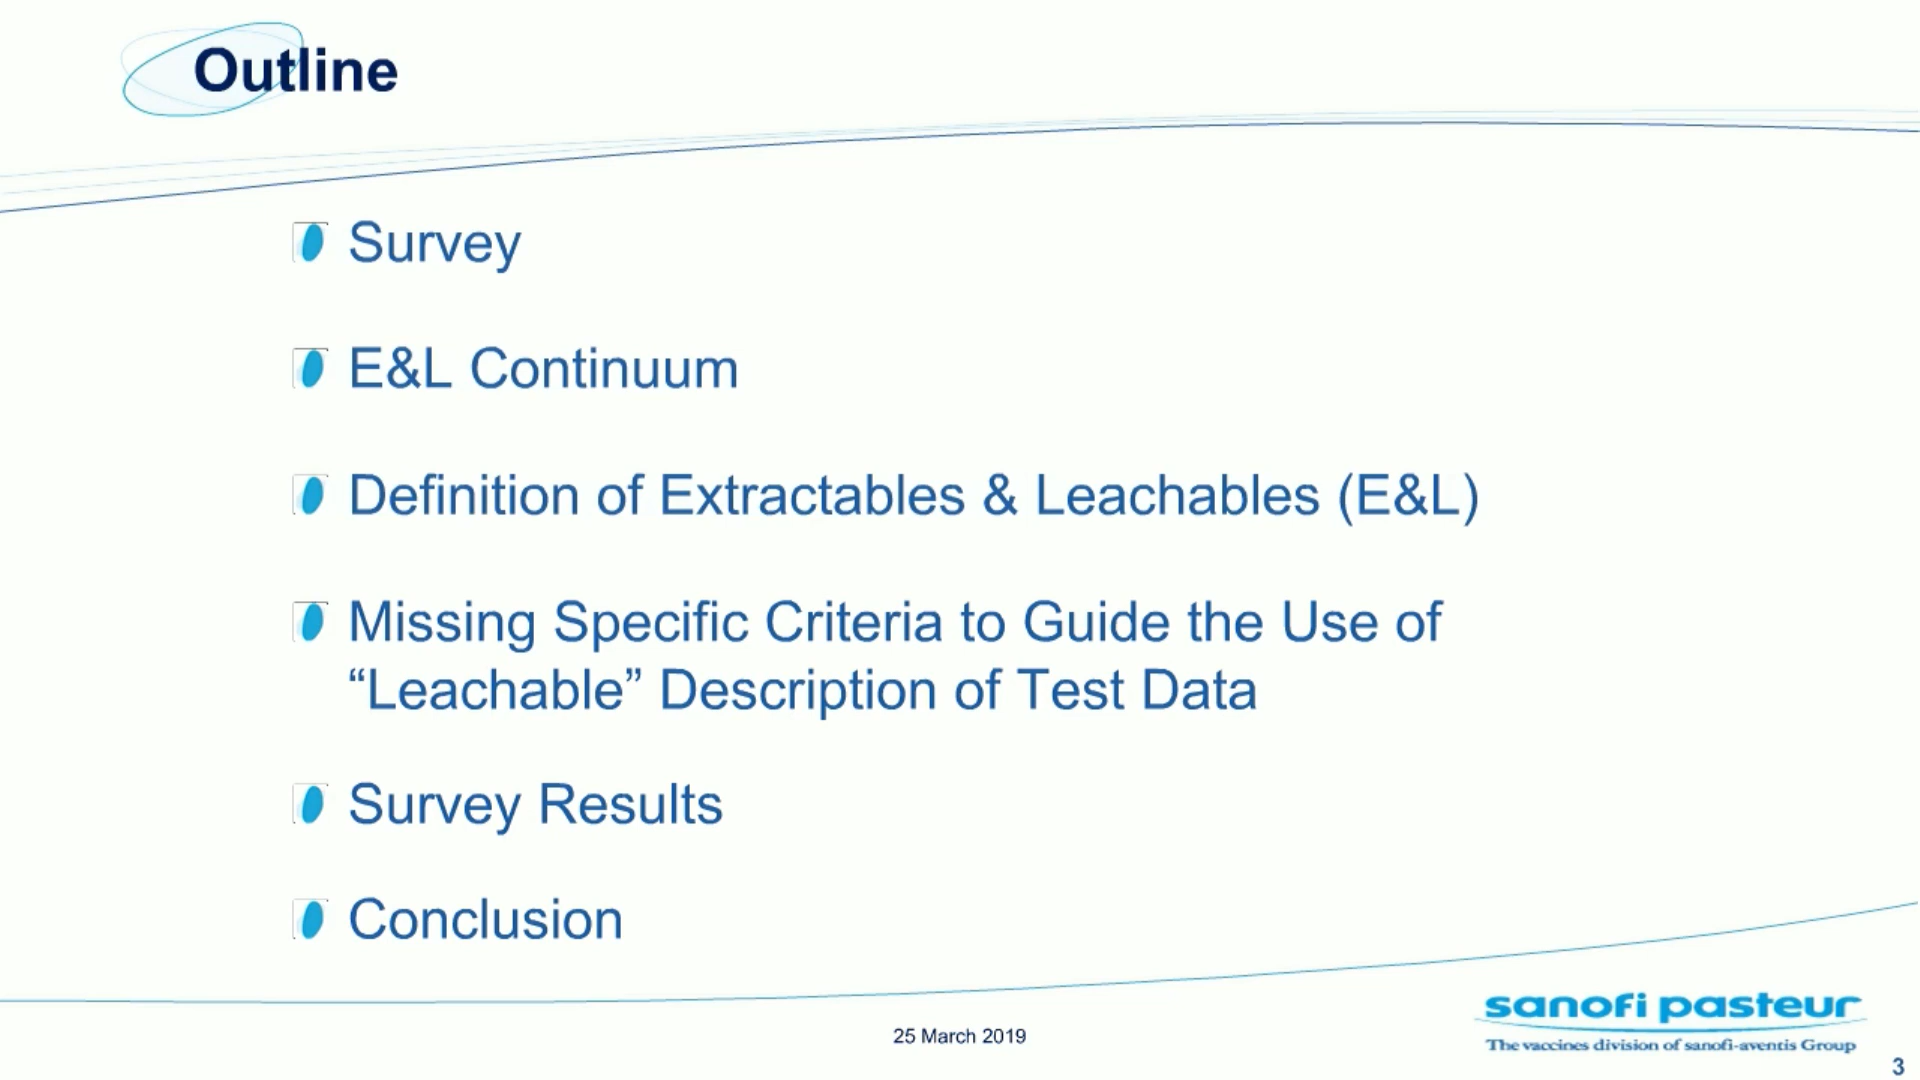 Outline
Survey
E&L Continuum
Definition of Extractables & Leachables (E&L)
Missing Specific Criteria to Guide the Use of
“Leachable” Description of Test Data
Survey Results
Conclusion
25 March 2019
sanofi pasteur
The vaccines division of sanofi-aventis Group
3